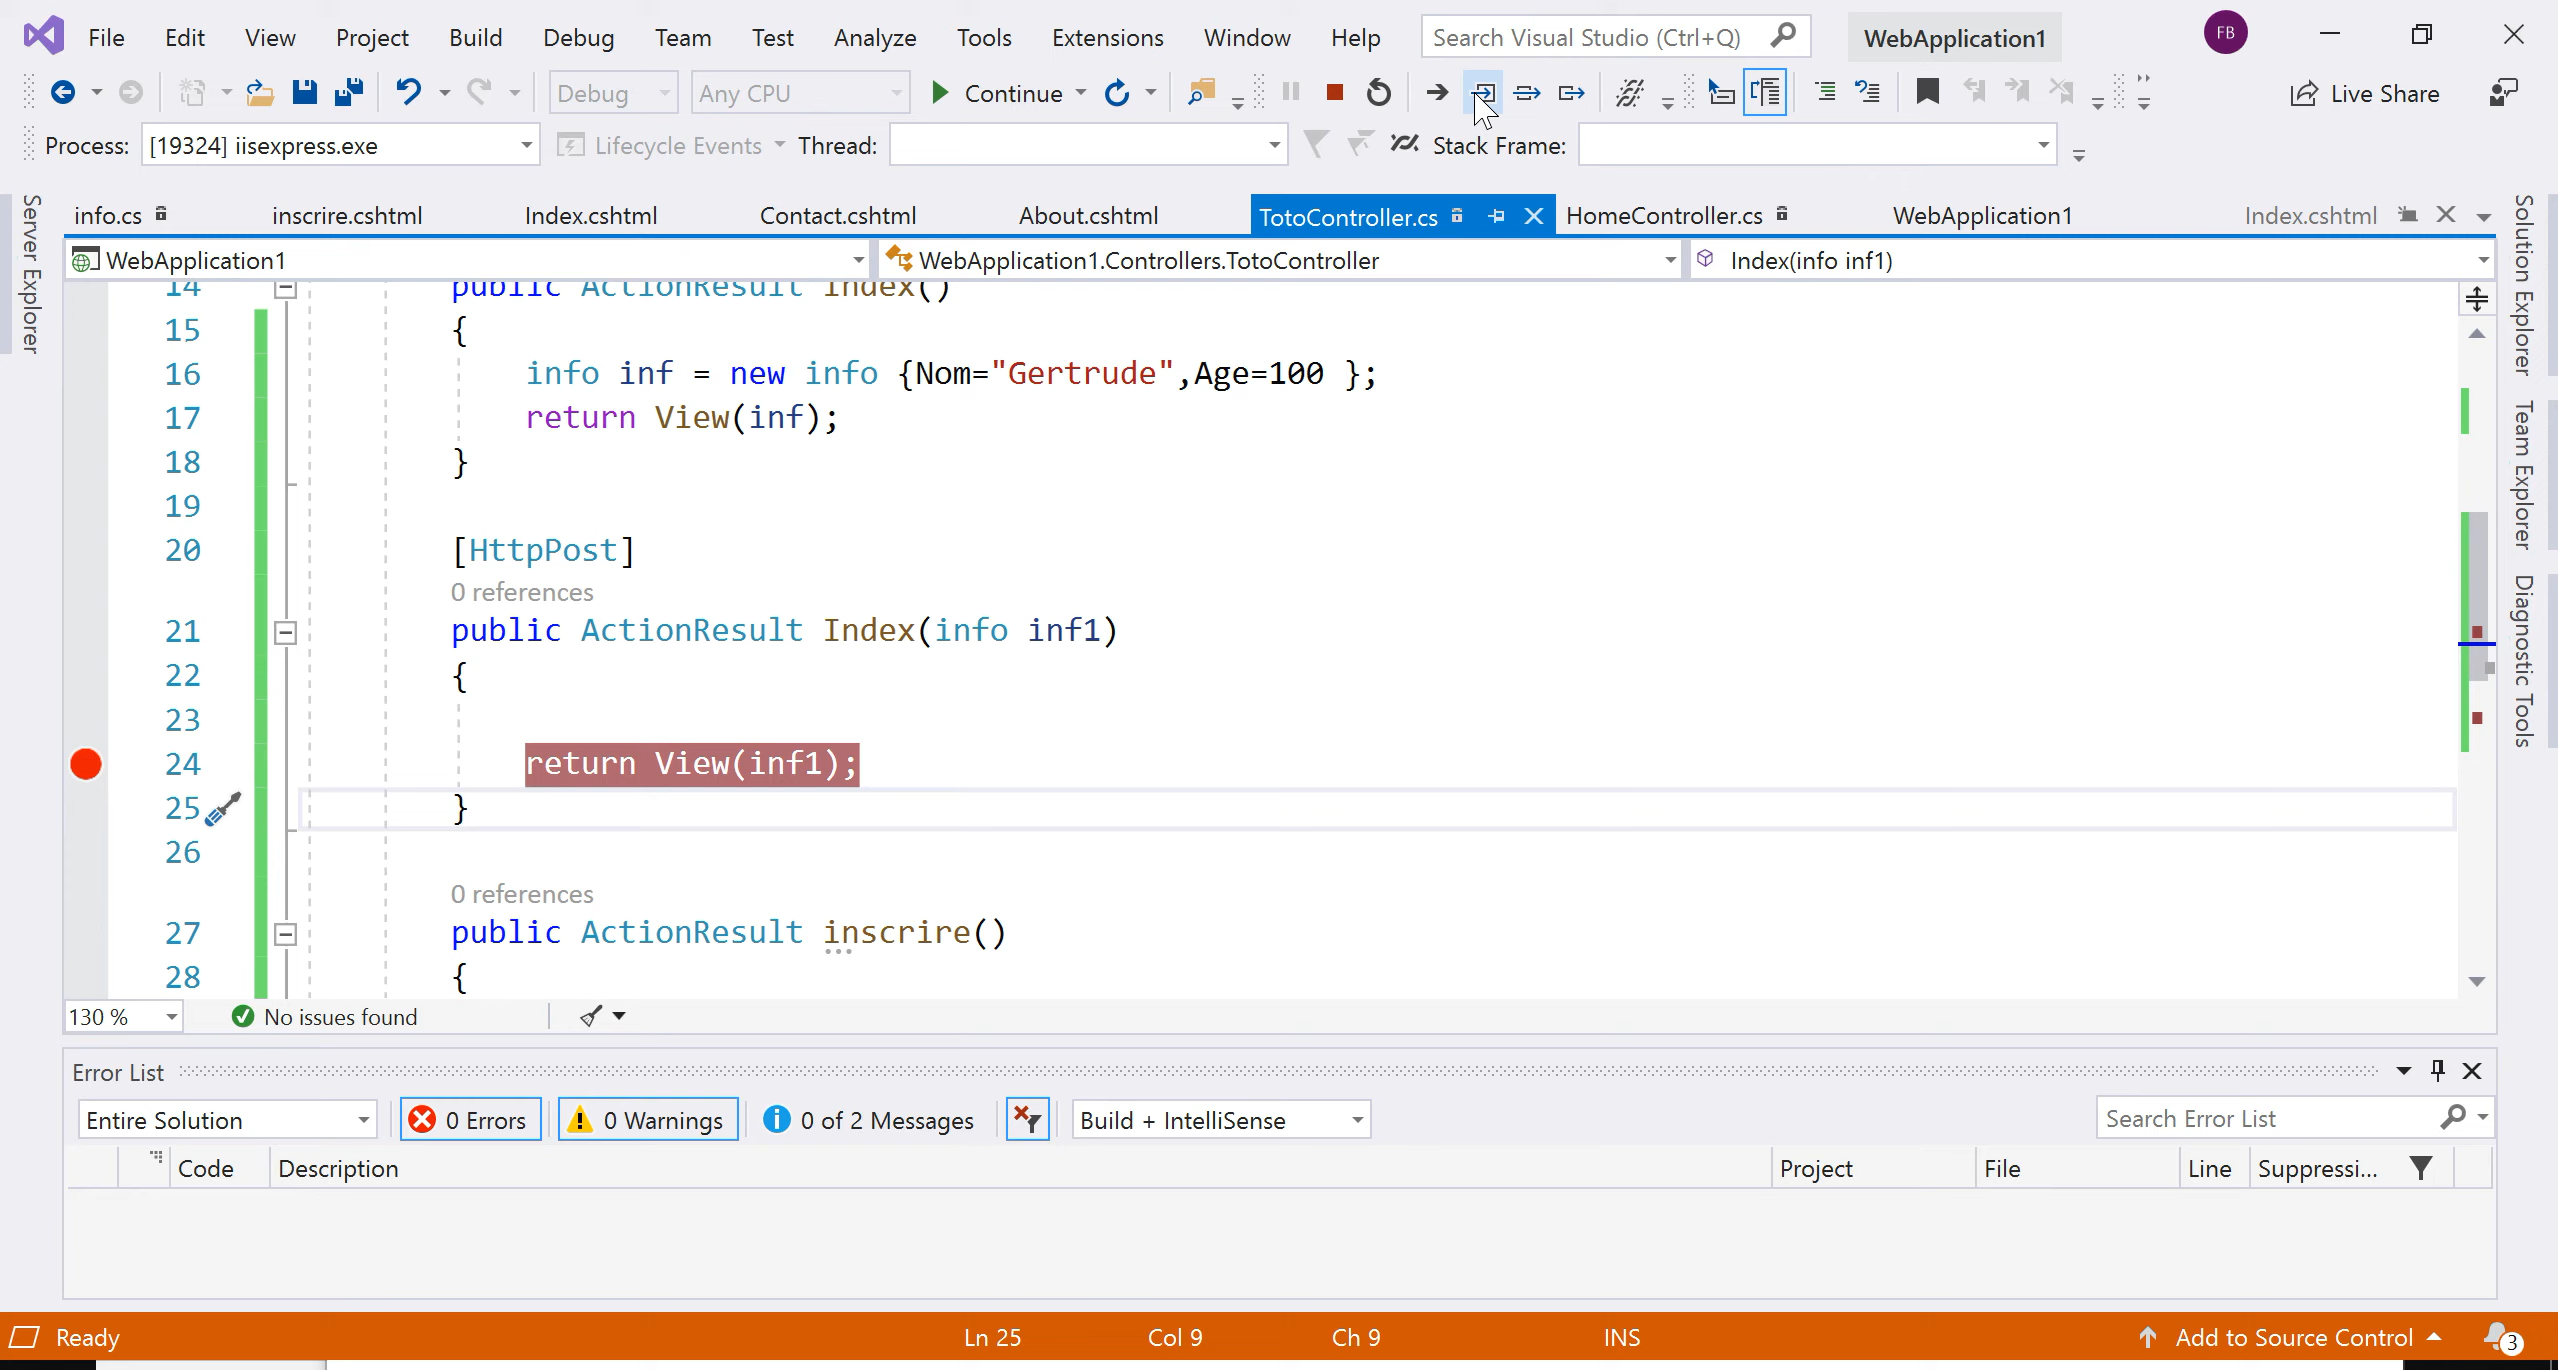 File Edit View Project Build Debug Team Test Analyze Tools Extensions Window Help Search Visual Studio (Ctrl+Q) WebApplication1 FB
Debug Any CPU Continue Live Share
Process: [19324] iisexpress.exe Lifecycle Events Thread: Stack Frame:
Server Explorer
info.cs inscrire.cshtml Index.cshtml Contact.cshtml About.cshtml TotoController.cs HomeController.cs WebApplication1 Index.cshtml
WebApplication1 WebApplication1.Controllers.TotoController Index(info inf1)
14 public ActionResult Index()
15 {
16 info inf = new info {Nom="Gertrude",Age=100 };
17 return View(inf);
18 }
19
20 [HttpPost]
0 references
21 public ActionResult Index(info inf1)
22 {
23
24 return View(inf1);
25 }
26
0 references
27 public ActionResult inscrire()
28 {
Solution Explorer
Team Explorer
Diagnostic Tools
130 % No issues found
Error List
Entire Solution 0 Errors 0 Warnings 0 of 2 Messages Build + IntelliSense Search Error List
Code Description Project File Line Suppressi...
Ready Ln 25 Col 9 Ch 9 INS Add to Source Control 3